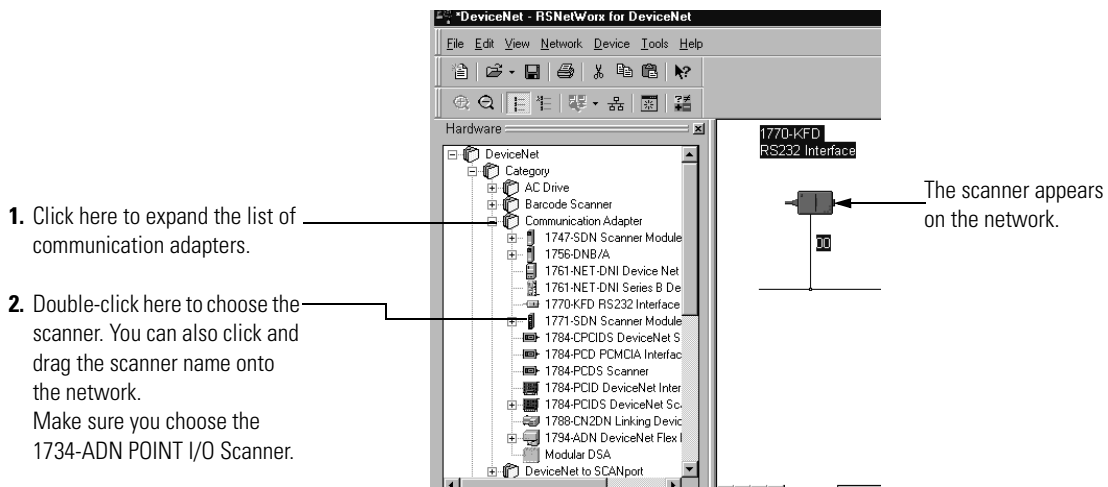 *DeviceNet - RSNetWorx for DeviceNet
File Edit View Network Device Tools Help
Hardware
DeviceNet
Category
AC Drive
Barcode Scanner
Communication Adapter
1747-SDN Scanner Module
1756-DNB/A
1761-NET-DNI Device Net
1761-NET-DNI Series B De
1770-KFD RS232 Interface
1771-SDN Scanner Module
1784-CPCIDS DeviceNet S
1784-PCD PCMCIA Interfac
1784-PCDS Scanner
1784-PCID DeviceNet Inter
1784-PCIDS DeviceNet Sc
1788-CN2DN Linking Devic
1794-ADN DeviceNet Flex I
Modular DSA
DeviceNet to SCANport
1770-KFD
RS232 Interface
00
1. Click here to expand the list of
communication adapters.
2. Double-click here to choose the
scanner. You can also click and
drag the scanner name onto
the network.
Make sure you choose the
1734-ADN POINT I/O Scanner.
The scanner appears
on the network.